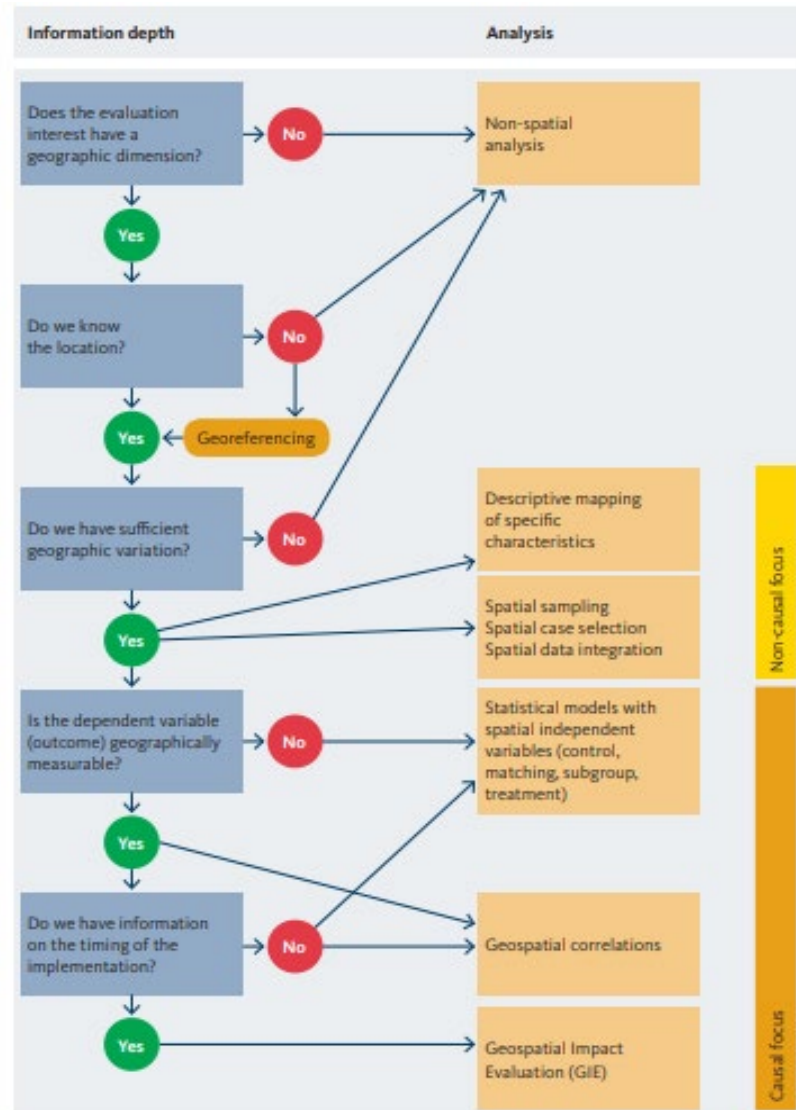 Information depth
Analysis
Does the evaluation
interest have a
geographic dimension?
No
Non-spatial
analysis
Yes
Do we know
the location?
No
Yes
Georeferencing
Do we have sufficient
geographic variation?
No
Descriptive mapping
of specific
characteristics
Yes
Spatial sampling
Spatial case selection
Spatial data integration
Non-causal focus
Is the dependent variable
(outcome) geographically
measurable?
No
Statistical models with
spatial independent
variables (control,
matching, subgroup,
treatment)
Yes
Do we have information
on the timing of the
implementation?
No
Geospatial correlations
Yes
Geospatial Impact
Evaluation (GIE)
Causal focus